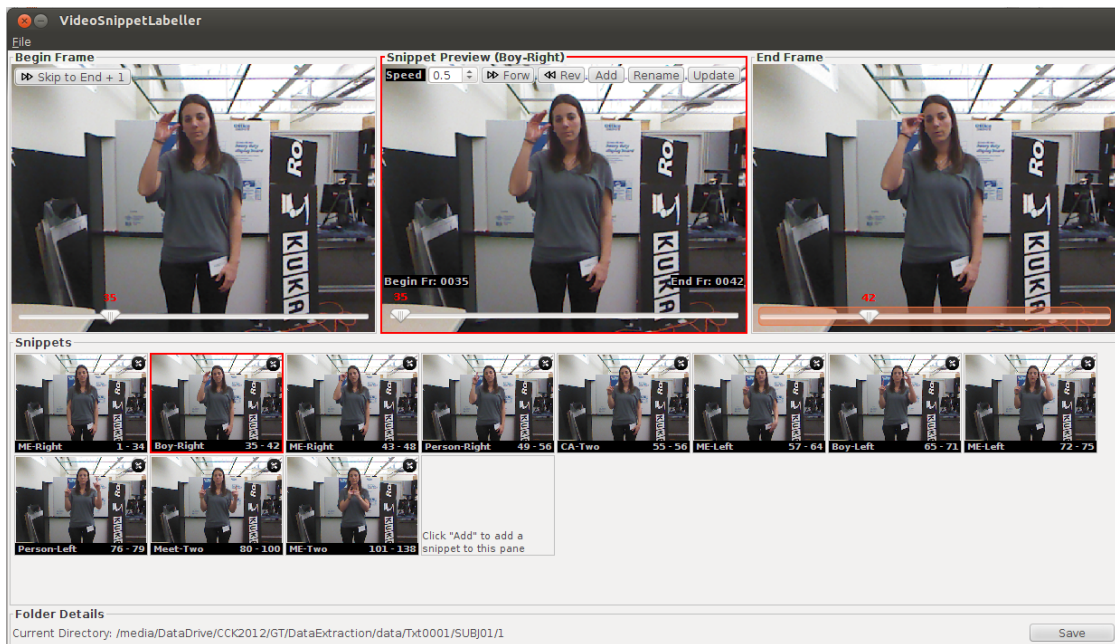 VideoSnippetLabeller
File
Begin Frame
Skip to End + 1
35
KUKA
Snippet Preview (Boy-Right)
Speed 0.5 Forw Rev Add Rename Update
Begin Fr: 0035 End Fr: 0042
35
KUKA
End Frame
42
KUKA
Snippets
ME-Right 1 - 34
Boy-Right 35 - 42
ME-Right 43 - 48
Person-Right 49 - 56
CA-Two 55 - 56
ME-Left 57 - 64
Boy-Left 65 - 71
ME-Left 72 - 75
Person-Left 76 - 79
Meet-Two 80 - 100
ME-Two 101 - 138
Click "Add" to add a
snippet to this pane
Folder Details
Current Directory: /media/DataDrive/CCK2012/GT/DataExtraction/data/Txt0001/SUBJ01/1
Save